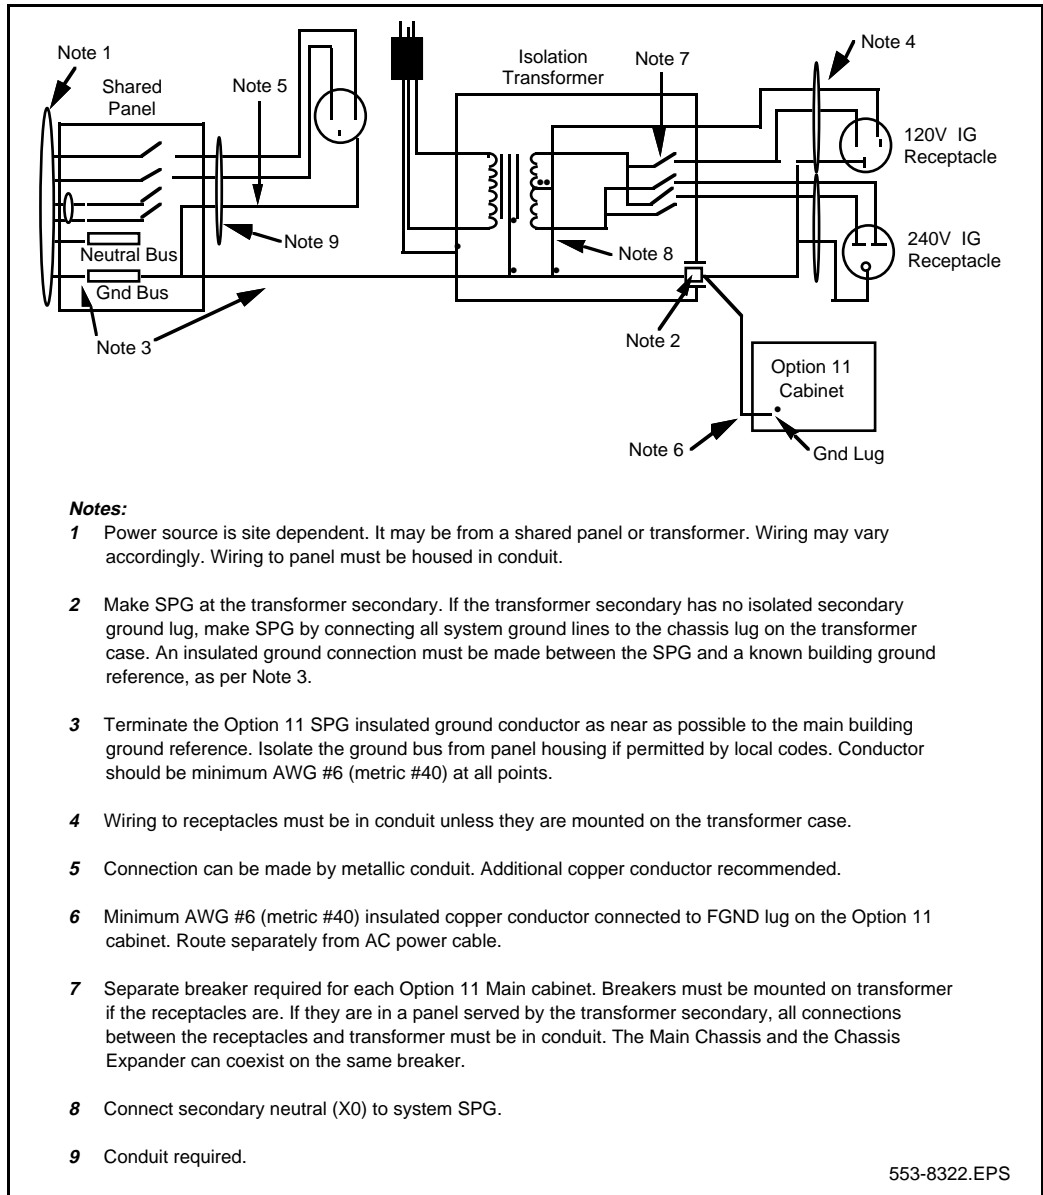 Note 1
Shared
Panel
Note 5
Isolation
Transformer
Note 7
Note 4
120V IG
Receptacle
Note 9
Neutral Bus
Gnd Bus
Note 8
240V IG
Receptacle
Note 3
Note 2
Option 11
Cabinet
Note 6
Gnd Lug
Notes:
1 Power source is site dependent. It may be from a shared panel or transformer. Wiring may vary
accordingly. Wiring to panel must be housed in conduit.
2 Make SPG at the transformer secondary. If the transformer secondary has no isolated secondary
ground lug, make SPG by connecting all system ground lines to the chassis lug on the transformer
case. An insulated ground connection must be made between the SPG and a known building ground
reference, as per Note 3.
3 Terminate the Option 11 SPG insulated ground conductor as near as possible to the main building
ground reference. Isolate the ground bus from panel housing if permitted by local codes. Conductor
should be minimum AWG #6 (metric #40) at all points.
4 Wiring to receptacles must be in conduit unless they are mounted on the transformer case.
5 Connection can be made by metallic conduit. Additional copper conductor recommended.
6 Minimum AWG #6 (metric #40) insulated copper conductor connected to FGND lug on the Option 11
cabinet. Route separately from AC power cable.
7 Separate breaker required for each Option 11 Main cabinet. Breakers must be mounted on transformer
if the receptacles are. If they are in a panel served by the transformer secondary, all connections
between the receptacles and transformer must be in conduit. The Main Chassis and the Chassis
Expander can coexist on the same breaker.
8 Connect secondary neutral (X0) to system SPG.
9 Conduit required.
553-8322.EPS